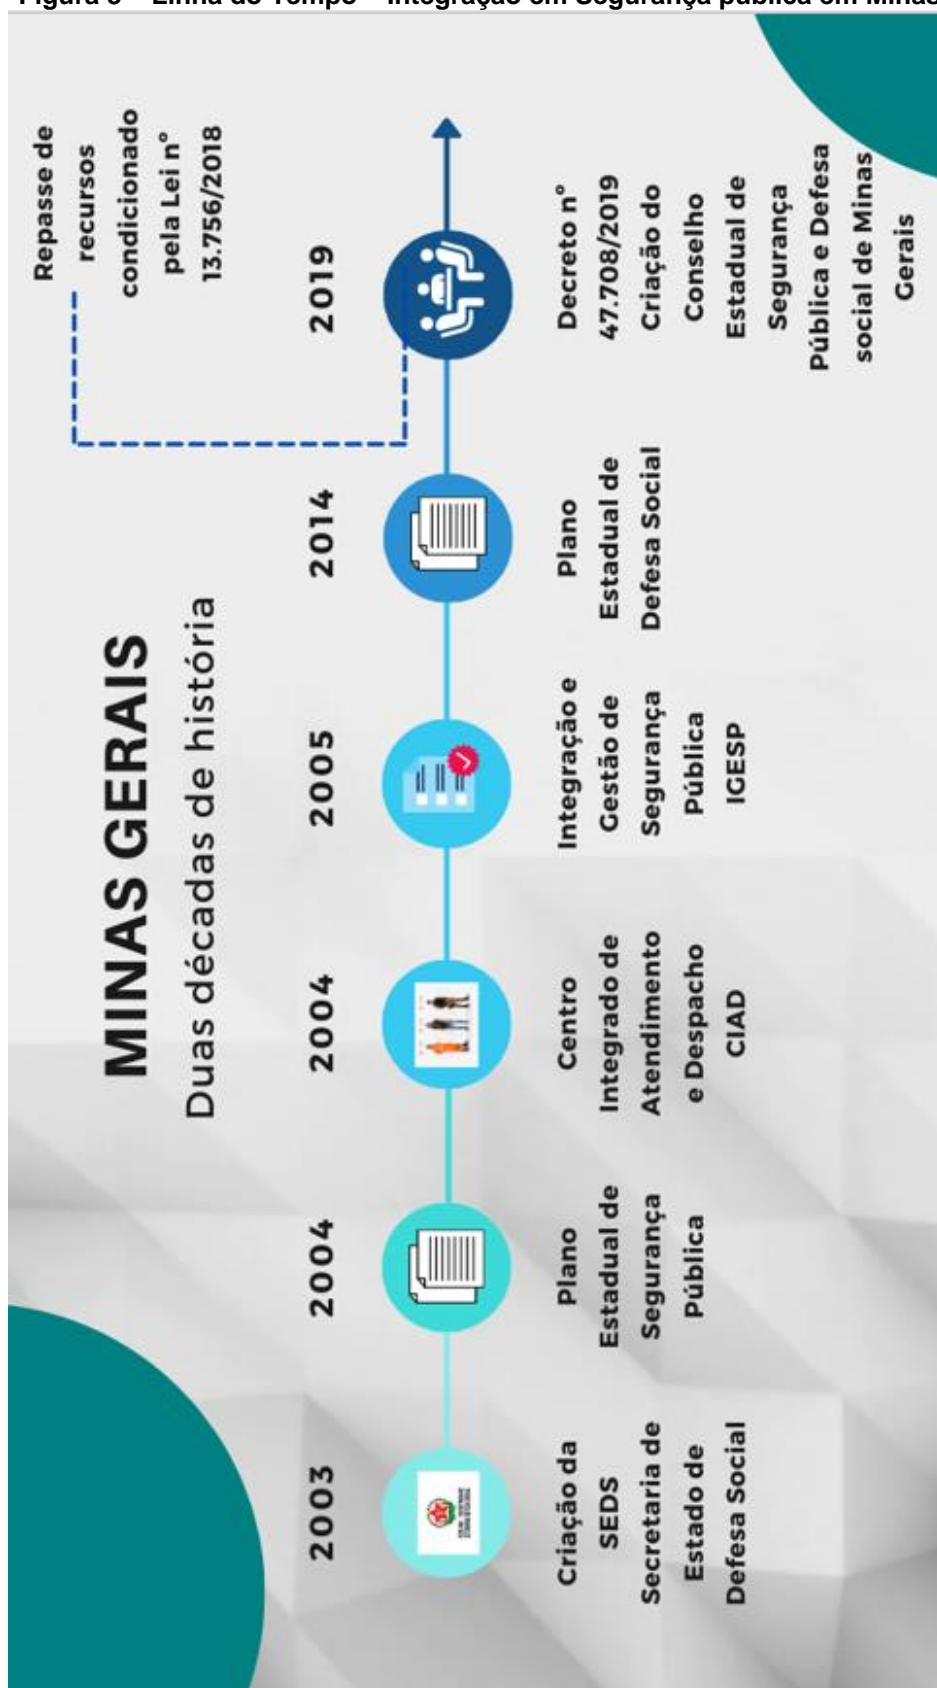 Figura 3 – Linha do Tempo – Integração em Segurança pública em Minas
MINAS GERAIS
Duas décadas de história
Repasse de
recursos
condicionado
pela Lei nº
13.756/2018
2003
Criação da
SEDS
Secretaria de
Estado de
Defesa Social
2004
Plano
Estadual de
Segurança
Pública
2004
Centro
Integrado de
Atendimento
e Despacho
CIAD
2005
Integração e
Gestão de
Segurança
Pública
IGESP
2014
Plano
Estadual de
Defesa Social
2019
Decreto nº
47.708/2019
Criação do
Conselho
Estadual de
Segurança
Pública e Defesa
social de Minas
Gerais